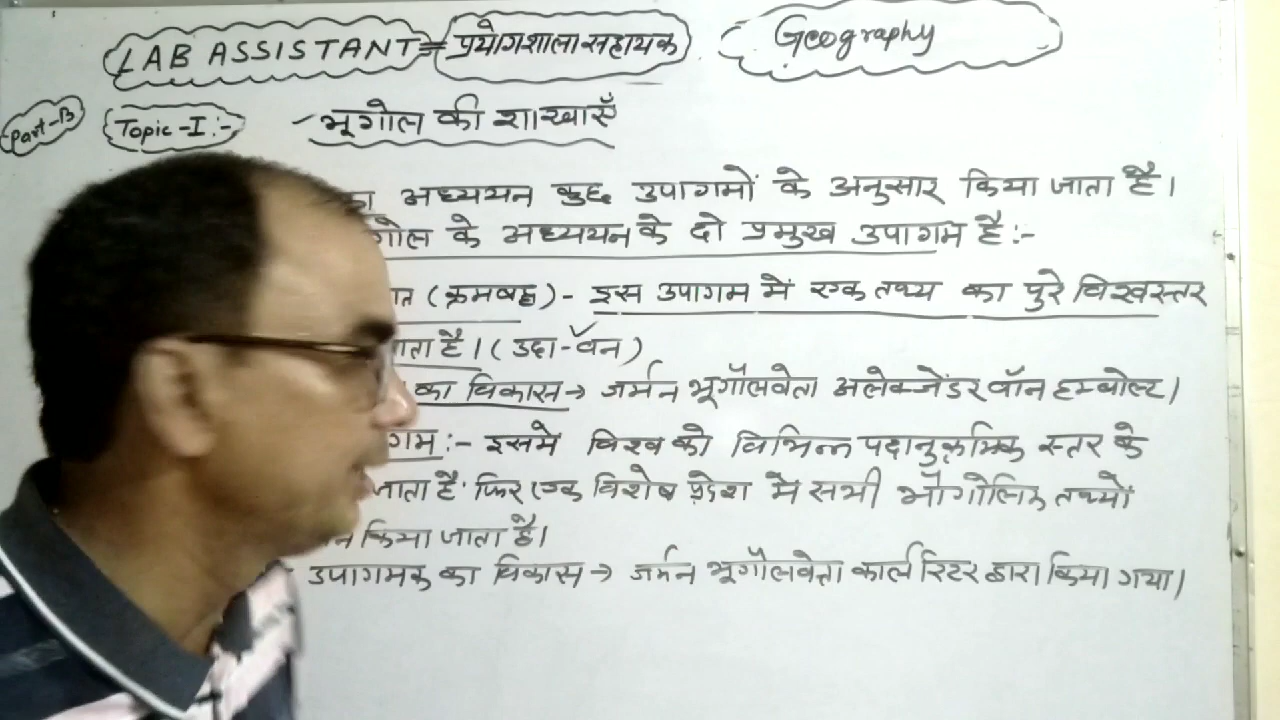 LAB ASSISTANT = प्रयोगशाला सहायक
Geography
Part-B
Topic-I:-
- भूगोल की शाखाएँ
का अध्ययन कुछ उपागमों के अनुसार किया जाता है।
गोल के अध्ययन के दो प्रमुख उपागम है:-
(क्रमबद्ध) - इस उपागम में एक तथ्य का पुरे विश्वस्तर
जाता है। (उदा-वन)
का विकास → जर्मन भूगोलवेता अलेक्जेंडर वॉन हम्बोल्ट।
गम:- इसमे विश्व को विभिन्न पदानुक्रमिक स्तर के
जाता है फिर एक विशेष प्रदेश में सभी भौगोलिक तथ्यों
न किया जाता है।
उपागमक का विकास → जर्मन भूगोलवेता कार्ल रिटर द्वारा किया गया।